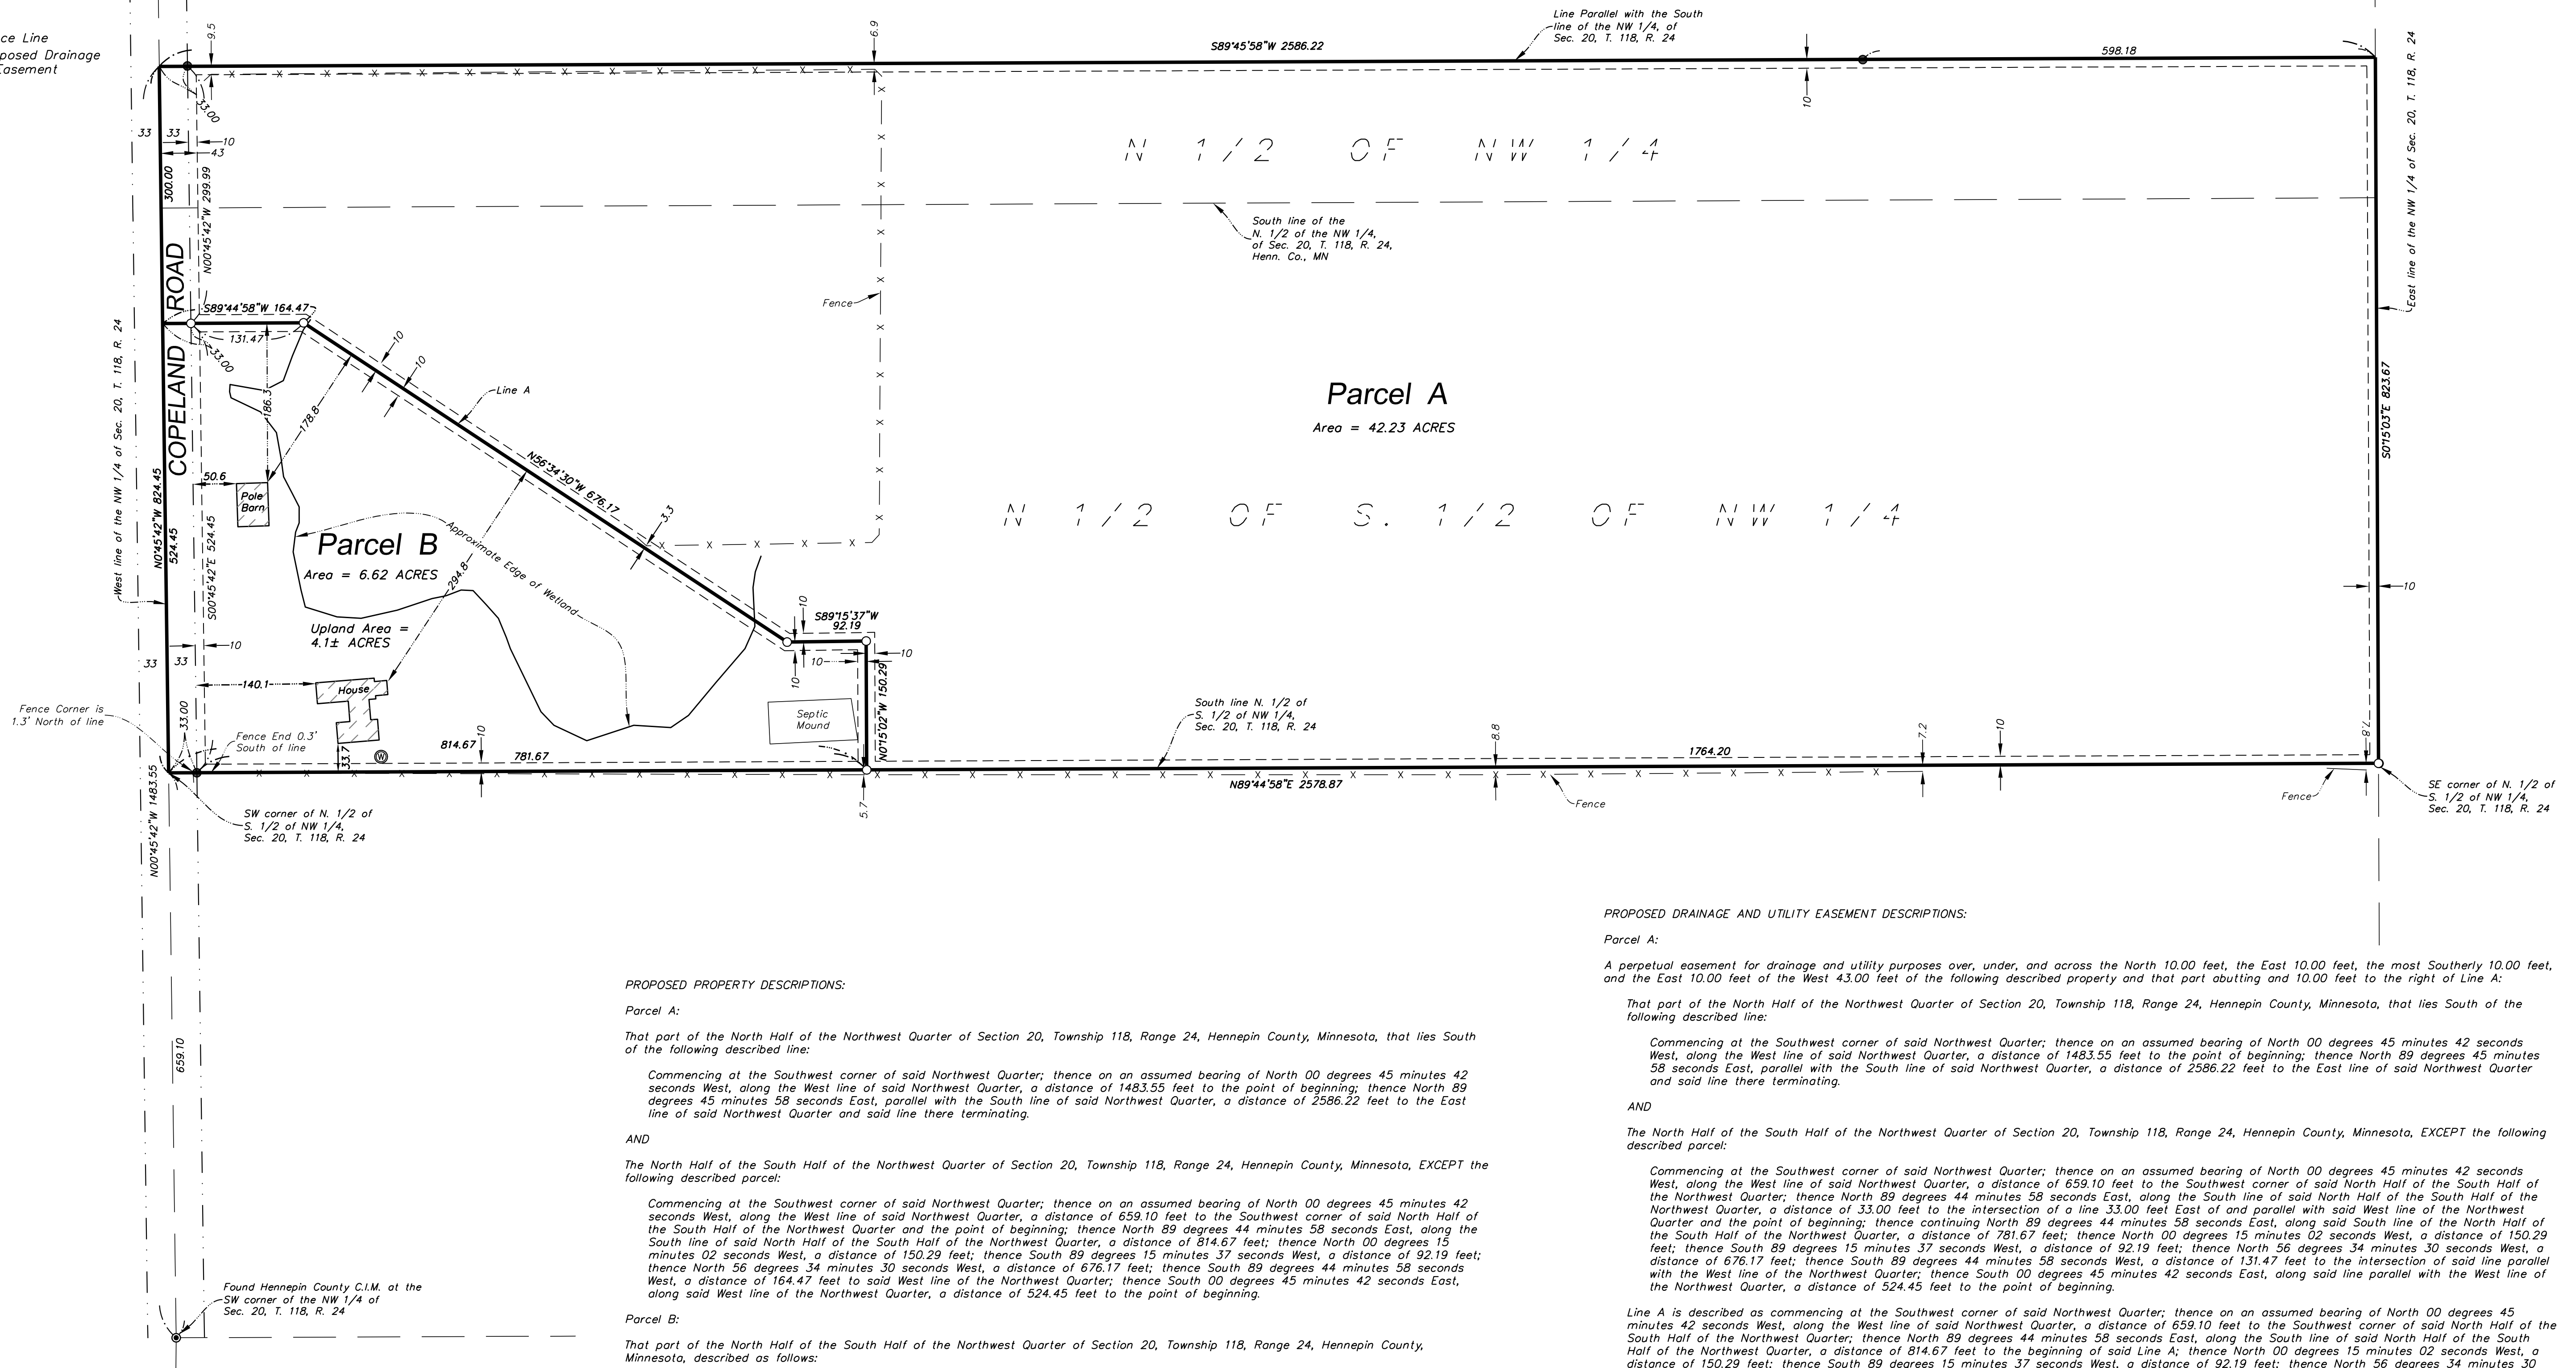 ce Line
posed Drainage
Easement
9.5
6.9
S89°45'58"W 2586.22
Line Parallel with the South
line of the NW 1/4, of
Sec. 20, T. 118, R. 24
598.18
10
East line of the NW 1/4 of Sec. 20, T. 118, R. 24
33.00
33
33
10
43
300.00
N00°45'42"W 299.99
N 1/2 OF NW 1/4
South line of the
N. 1/2 of the NW 1/4,
of Sec. 20, T. 118, R. 24,
Henn. Co., MN
COPELAND ROAD
Fence
S89°44'58"W 164.47
131.47
33.00
186.3
178.8
10
10
Line A
Parcel A
Area = 42.23 ACRES
S0°15'03"E 823.67
West line of the NW 1/4 of Sec. 20, T. 118, R. 24
N0°45'42"W 824.45
524.45
S00°45'42"E 524.45
50.6
Pole
Barn
N56°34'30"W 676.17
3.3
N 1/2 OF S. 1/2 OF NW 1/4
Parcel B
Area = 6.62 ACRES
Approximate Edge of Wetland
294.8
Upland Area =
4.1± ACRES
10
10
S89°15'37"W
92.19
10
10
10
10
33
33
N0°15'02"W 150.29
140.1
House
Septic
Mound
South line N. 1/2 of
S. 1/2 of NW 1/4,
Sec. 20, T. 118, R. 24
Fence Corner is
1.3' North of line
33.00
Fence End 0.3'
South of line
33.7
W
814.67
10
781.67
8.8
1764.20
7.2
10
7.8
5.7
N89°44'58"E 2578.87
Fence
Fence
SE corner of N. 1/2 of
S. 1/2 of NW 1/4,
Sec. 20, T. 118, R. 24
SW corner of N. 1/2 of
S. 1/2 of NW 1/4,
Sec. 20, T. 118, R. 24
N00°45'42"W 1483.55
659.10
Found Hennepin County C.I.M. at the
SW corner of the NW 1/4 of
Sec. 20, T. 118, R. 24
PROPOSED PROPERTY DESCRIPTIONS:
Parcel A:
That part of the North Half of the Northwest Quarter of Section 20, Township 118, Range 24, Hennepin County, Minnesota, that lies South
of the following described line:
Commencing at the Southwest corner of said Northwest Quarter; thence on an assumed bearing of North 00 degrees 45 minutes 42
seconds West, along the West line of said Northwest Quarter, a distance of 1483.55 feet to the point of beginning; thence North 89
degrees 45 minutes 58 seconds East, parallel with the South line of said Northwest Quarter, a distance of 2586.22 feet to the East
line of said Northwest Quarter and said line there terminating.
AND
The North Half of the South Half of the Northwest Quarter of Section 20, Township 118, Range 24, Hennepin County, Minnesota, EXCEPT the
following described parcel:
Commencing at the Southwest corner of said Northwest Quarter; thence on an assumed bearing of North 00 degrees 45 minutes 42
seconds West, along the West line of said Northwest Quarter, a distance of 659.10 feet to the Southwest corner of said North Half of
the South Half of the Northwest Quarter and the point of beginning; thence North 89 degrees 44 minutes 58 seconds East, along the
South line of said North Half of the South Half of the Northwest Quarter, a distance of 814.67 feet; thence North 00 degrees 15
minutes 02 seconds West, a distance of 150.29 feet; thence South 89 degrees 15 minutes 37 seconds West, a distance of 92.19 feet;
thence North 56 degrees 34 minutes 30 seconds West, a distance of 676.17 feet; thence South 89 degrees 44 minutes 58 seconds
West, a distance of 164.47 feet to said West line of the Northwest Quarter; thence South 00 degrees 45 minutes 42 seconds East,
along said West line of the Northwest Quarter, a distance of 524.45 feet to the point of beginning.
Parcel B:
That part of the North Half of the South Half of the Northwest Quarter of Section 20, Township 118, Range 24, Hennepin County,
Minnesota, described as follows:
PROPOSED DRAINAGE AND UTILITY EASEMENT DESCRIPTIONS:
Parcel A:
A perpetual easement for drainage and utility purposes over, under, and across the North 10.00 feet, the East 10.00 feet, the most Southerly 10.00 feet,
and the East 10.00 feet of the West 43.00 feet of the following described property and that part abutting and 10.00 feet to the right of Line A:
That part of the North Half of the Northwest Quarter of Section 20, Township 118, Range 24, Hennepin County, Minnesota, that lies South of the
following described line:
Commencing at the Southwest corner of said Northwest Quarter; thence on an assumed bearing of North 00 degrees 45 minutes 42 seconds
West, along the West line of said Northwest Quarter, a distance of 1483.55 feet to the point of beginning; thence North 89 degrees 45 minutes
58 seconds East, parallel with the South line of said Northwest Quarter, a distance of 2586.22 feet to the East line of said Northwest Quarter
and said line there terminating.
AND
The North Half of the South Half of the Northwest Quarter of Section 20, Township 118, Range 24, Hennepin County, Minnesota, EXCEPT the following
described parcel:
Commencing at the Southwest corner of said Northwest Quarter; thence on an assumed bearing of North 00 degrees 45 minutes 42 seconds
West, along the West line of said Northwest Quarter, a distance of 659.10 feet to the Southwest corner of said North Half of the South Half of
the Northwest Quarter; thence North 89 degrees 44 minutes 58 seconds East, along the South line of said North Half of the South Half of the
Northwest Quarter, a distance of 33.00 feet to the intersection of a line 33.00 feet East of and parallel with said West line of the Northwest
Quarter and the point of beginning; thence continuing North 89 degrees 44 minutes 58 seconds East, along said South line of the North Half of
the South Half of the Northwest Quarter, a distance of 781.67 feet; thence North 00 degrees 15 minutes 02 seconds West, a distance of 150.29
feet; thence South 89 degrees 15 minutes 37 seconds West, a distance of 92.19 feet; thence North 56 degrees 34 minutes 30 seconds West, a
distance of 676.17 feet; thence South 89 degrees 44 minutes 58 seconds West, a distance of 131.47 feet to the intersection of said line parallel
with the West line of the Northwest Quarter; thence South 00 degrees 45 minutes 42 seconds East, along said line parallel with the West line of
the Northwest Quarter, a distance of 524.45 feet to the point of beginning.
Line A is described as commencing at the Southwest corner of said Northwest Quarter; thence on an assumed bearing of North 00 degrees 45
minutes 42 seconds West, along the West line of said Northwest Quarter, a distance of 659.10 feet to the Southwest corner of said North Half of the
South Half of the Northwest Quarter; thence North 89 degrees 44 minutes 58 seconds East, along the South line of said North Half of the South
Half of the Northwest Quarter, a distance of 814.67 feet to the beginning of said Line A; thence North 00 degrees 15 minutes 02 seconds West, a
distance of 150.29 feet; thence South 89 degrees 15 minutes 37 seconds West, a distance of 92.19 feet; thence North 56 degrees 34 minutes 30